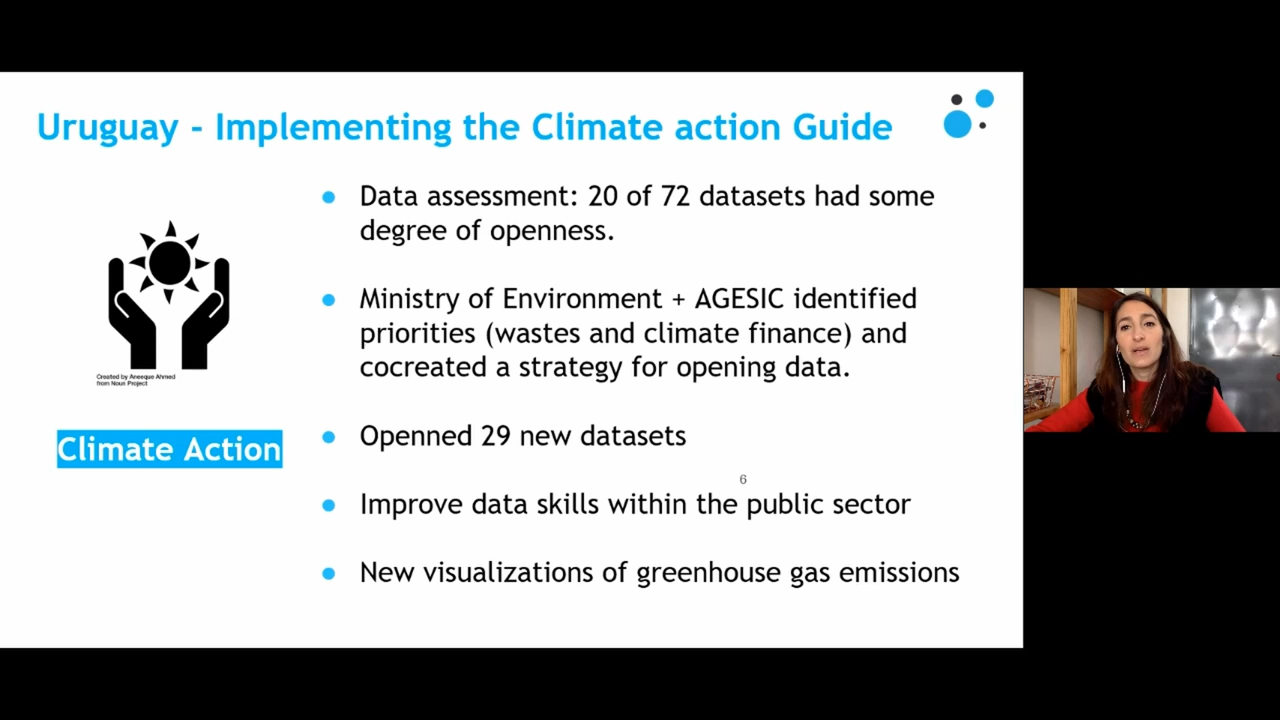 Uruguay - Implementing the Climate action Guide
Data assessment: 20 of 72 datasets had some
degree of openness.
Ministry of Environment + AGESIC identified
priorities (wastes and climate finance) and
cocreated a strategy for opening data.
Created by Aneeque Ahmed
from Noun Project
Climate Action
Openned 29 new datasets
6
Improve data skills within the public sector
New visualizations of greenhouse gas emissions